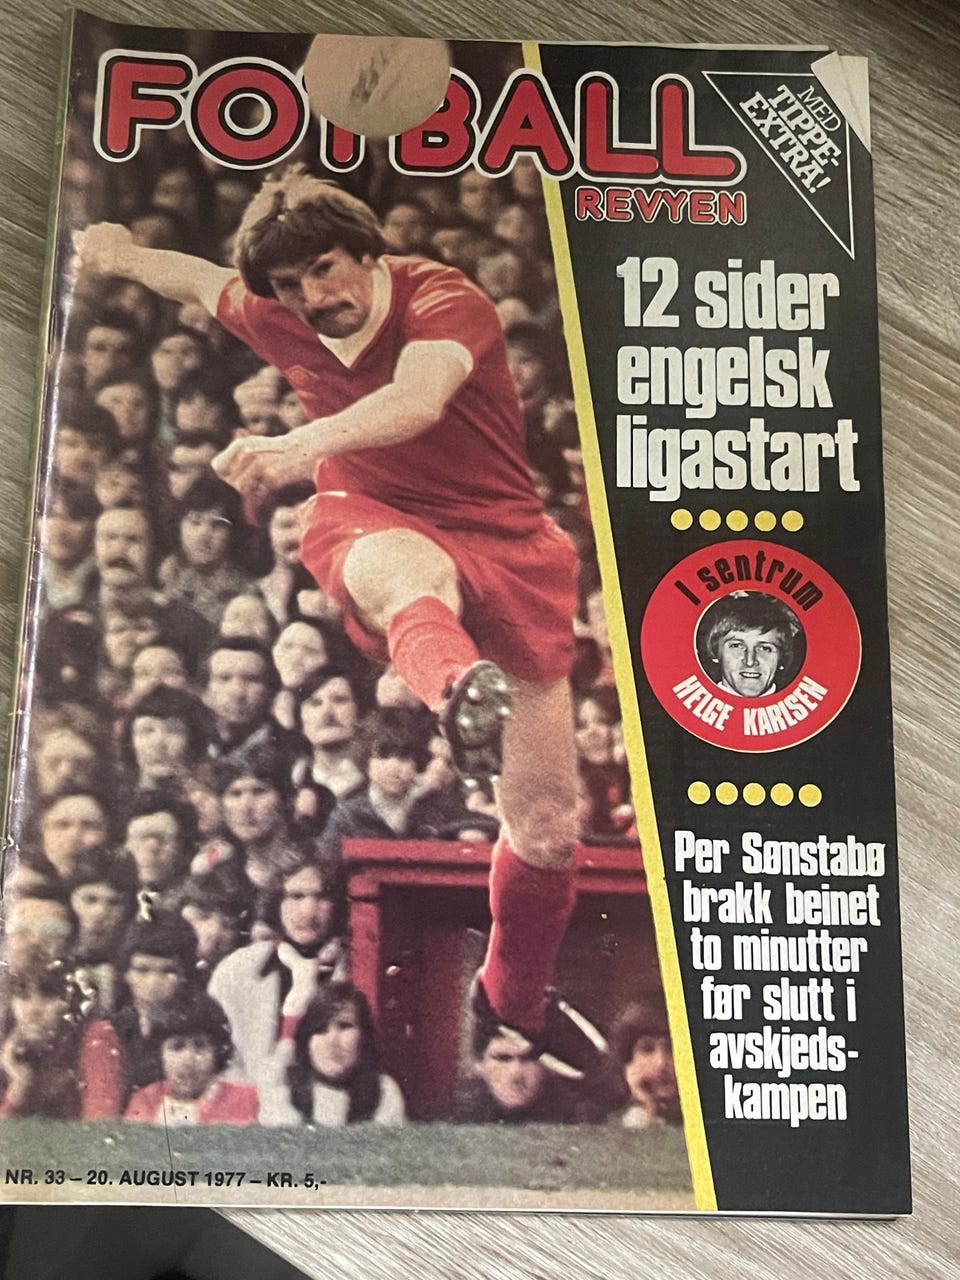 FOTBALL
REVYEN
MED
TIPPE-
EXTRA!
12 sider
engelsk
ligastart
I sentrum
HELGE KARLSEN
Per Sønstabø
brakk beinet
to minutter
før slutt i
avskjeds-
kampen
NR. 33 – 20. AUGUST 1977 – KR. 5,-